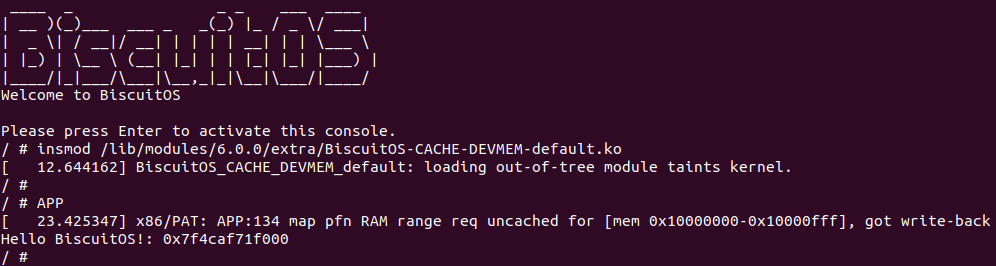 BiscuitOS
Welcome to BiscuitOS
Please press Enter to activate this console.
/ # insmod /lib/modules/6.0.0/extra/BiscuitOS-CACHE-DEVMEM-default.ko
[   12.644162] BiscuitOS_CACHE_DEVMEM_default: loading out-of-tree module taints kernel.
/ #
/ # APP
[   23.425347] x86/PAT: APP:134 map pfn RAM range req uncached for [mem 0x10000000-0x10000fff], got write-back
Hello BiscuitOS!: 0x7f4caf71f000
/ #